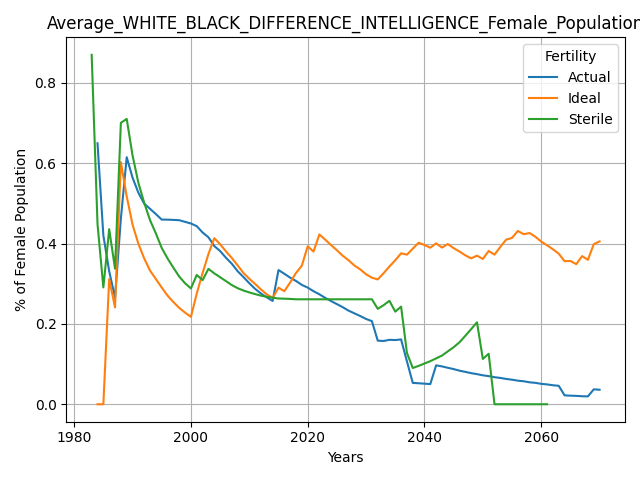 Average_WHITE_BLACK_DIFFERENCE_INTELLIGENCE_Female_Population
Fertility
Actual
Ideal
Sterile
% of Female Population
0.8
0.6
0.4
0.2
0.0
1980 2000 2020 2040 2060
Years